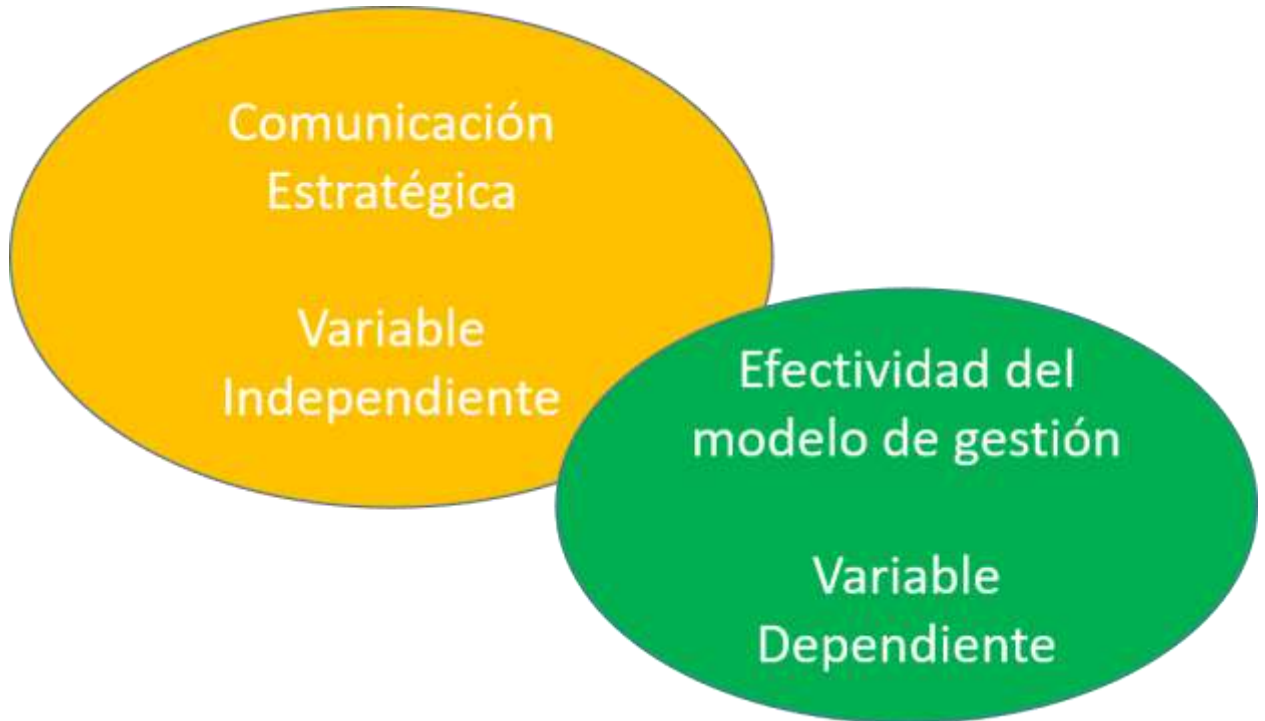 Comunicación
Estratégica
Variable
Independiente
Efectividad del
modelo de gestión
Variable
Dependiente